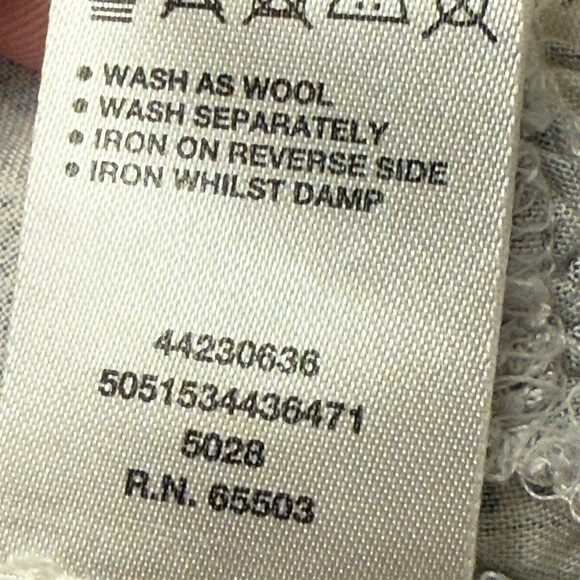 • WASH AS WOOL
• WASH SEPARATELY
• IRON ON REVERSE SIDE
• IRON WHILST DAMP
44230636
5051534436471
5028
R.N. 65503